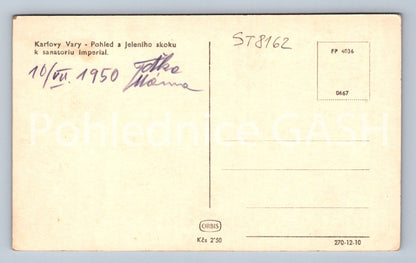 Karlovy Vary - Pohled s Jeleního skoku
k sanatoriu Imperial.
10/VII. 1950
Máma
ST8162
FP 4036
0467
Pohlednice GASH
ORBIS
Kčs 2'50
270-12-10